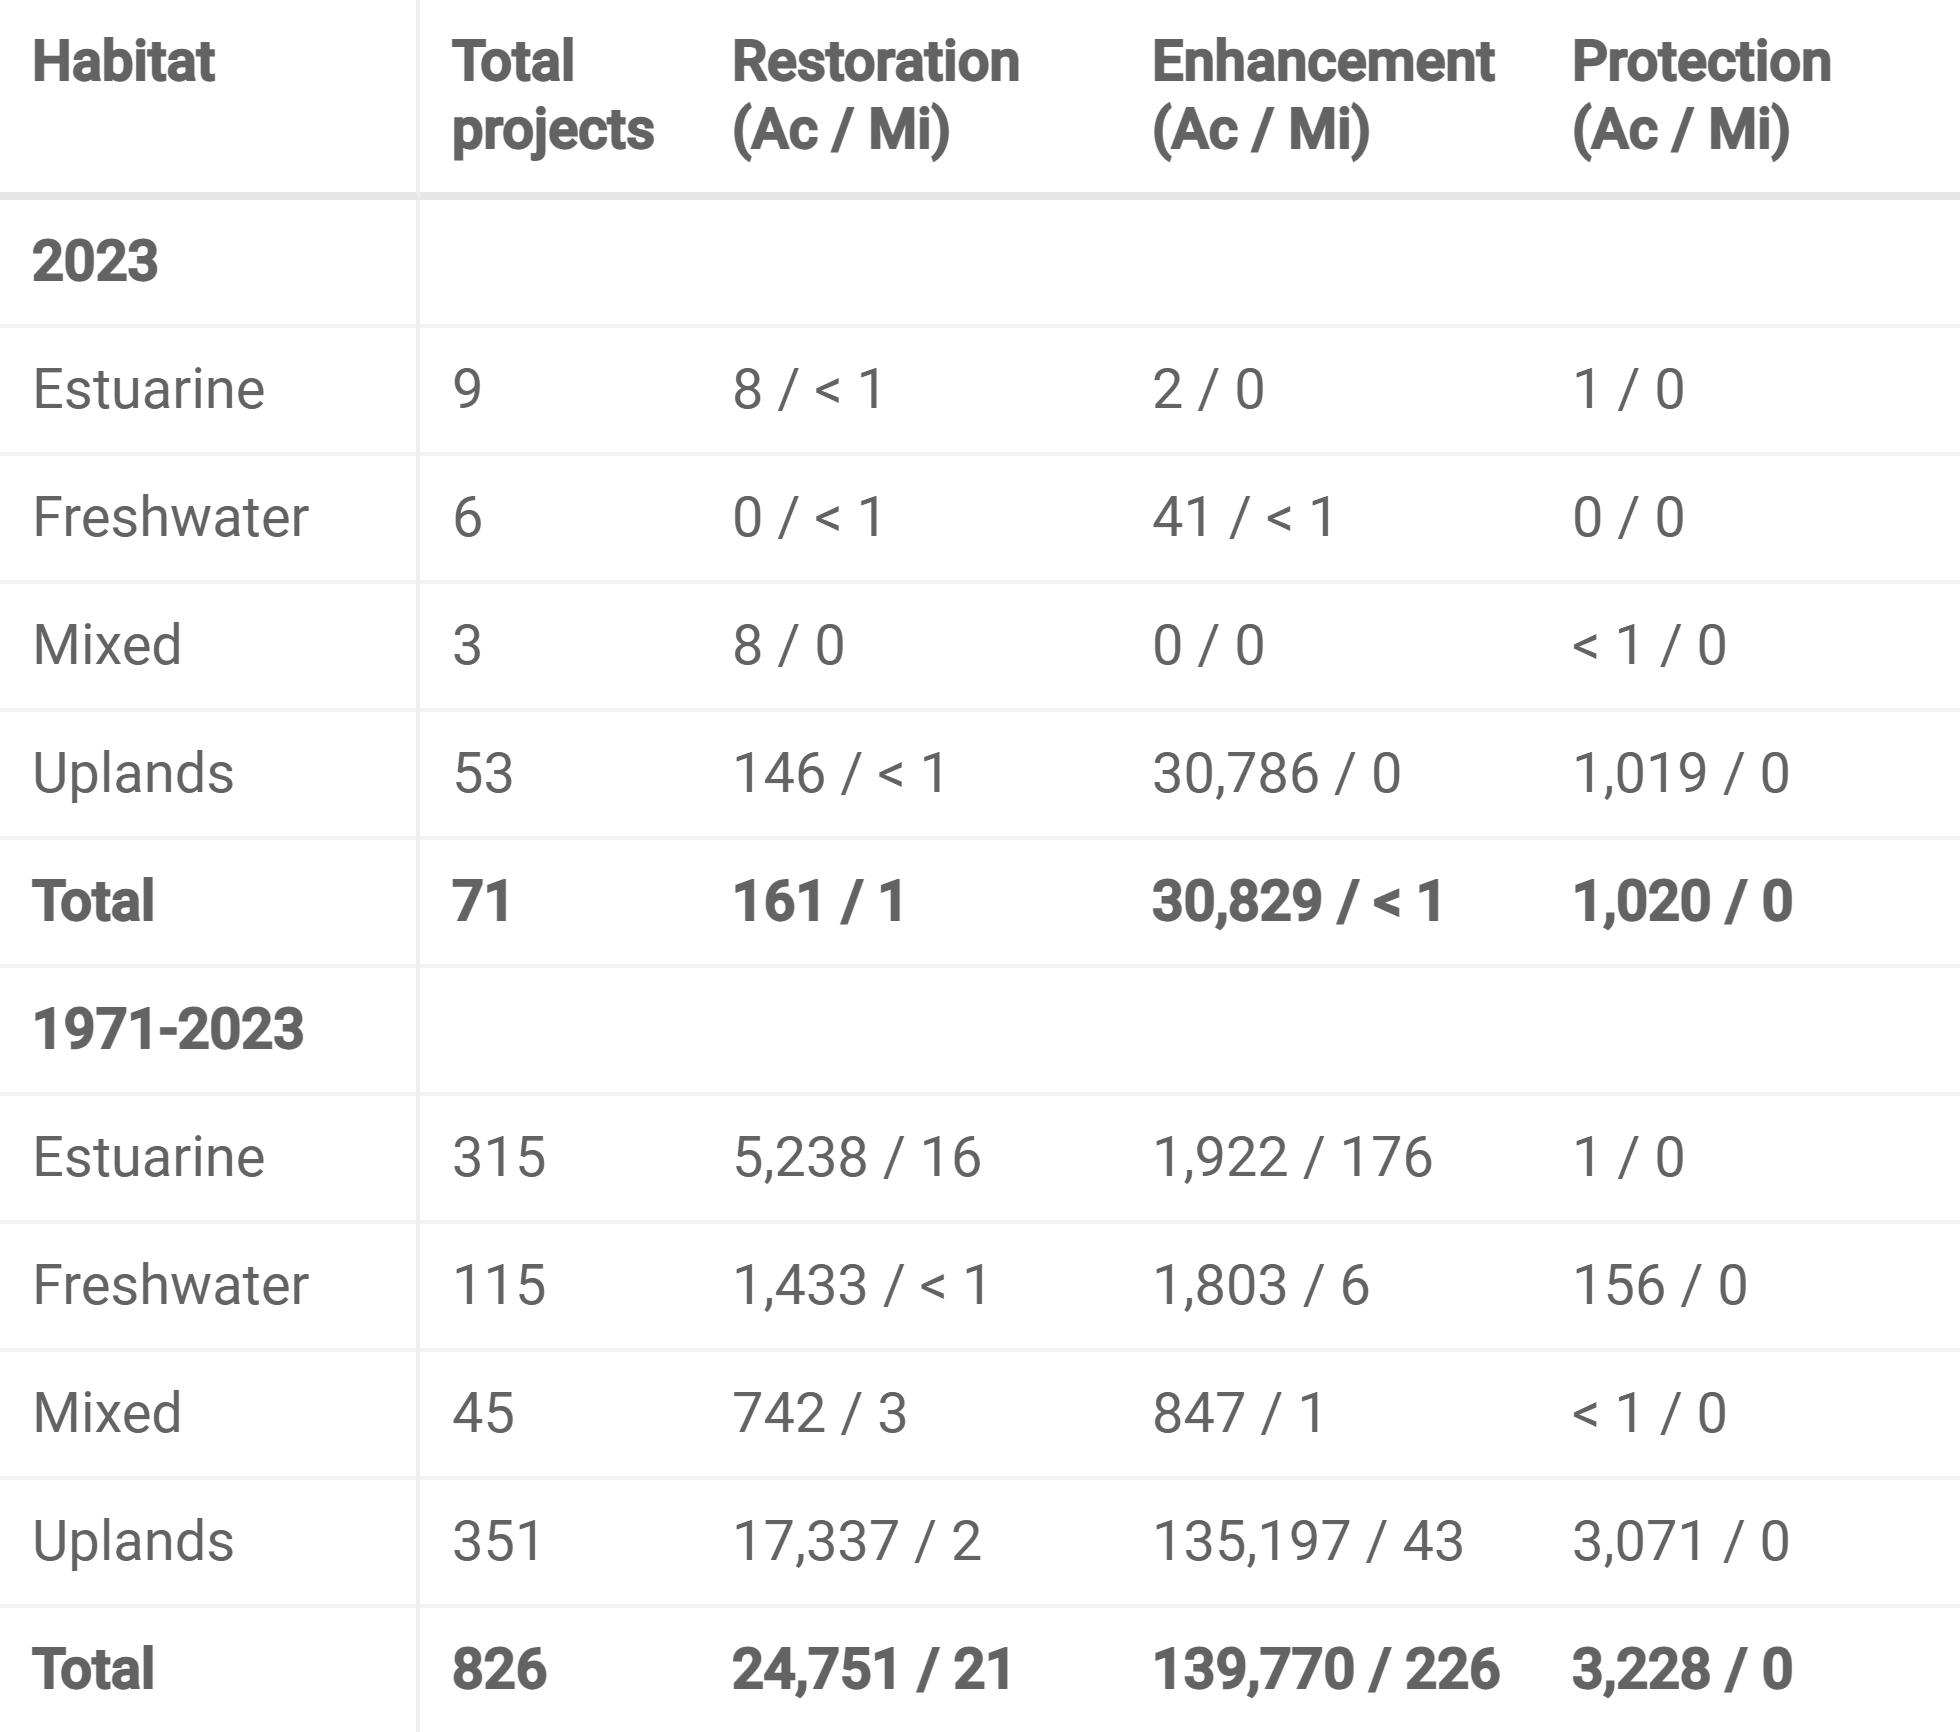 Habitat Total projects Restoration (Ac / Mi) Enhancement (Ac / Mi) Protection (Ac / Mi)
2023
Estuarine 9 8 / < 1 2 / 0 1 / 0
Freshwater 6 0 / < 1 41 / < 1 0 / 0
Mixed 3 8 / 0 0 / 0 < 1 / 0
Uplands 53 146 / < 1 30,786 / 0 1,019 / 0
Total 71 161 / 1 30,829 / < 1 1,020 / 0
1971-2023
Estuarine 315 5,238 / 16 1,922 / 176 1 / 0
Freshwater 115 1,433 / < 1 1,803 / 6 156 / 0
Mixed 45 742 / 3 847 / 1 < 1 / 0
Uplands 351 17,337 / 2 135,197 / 43 3,071 / 0
Total 826 24,751 / 21 139,770 / 226 3,228 / 0